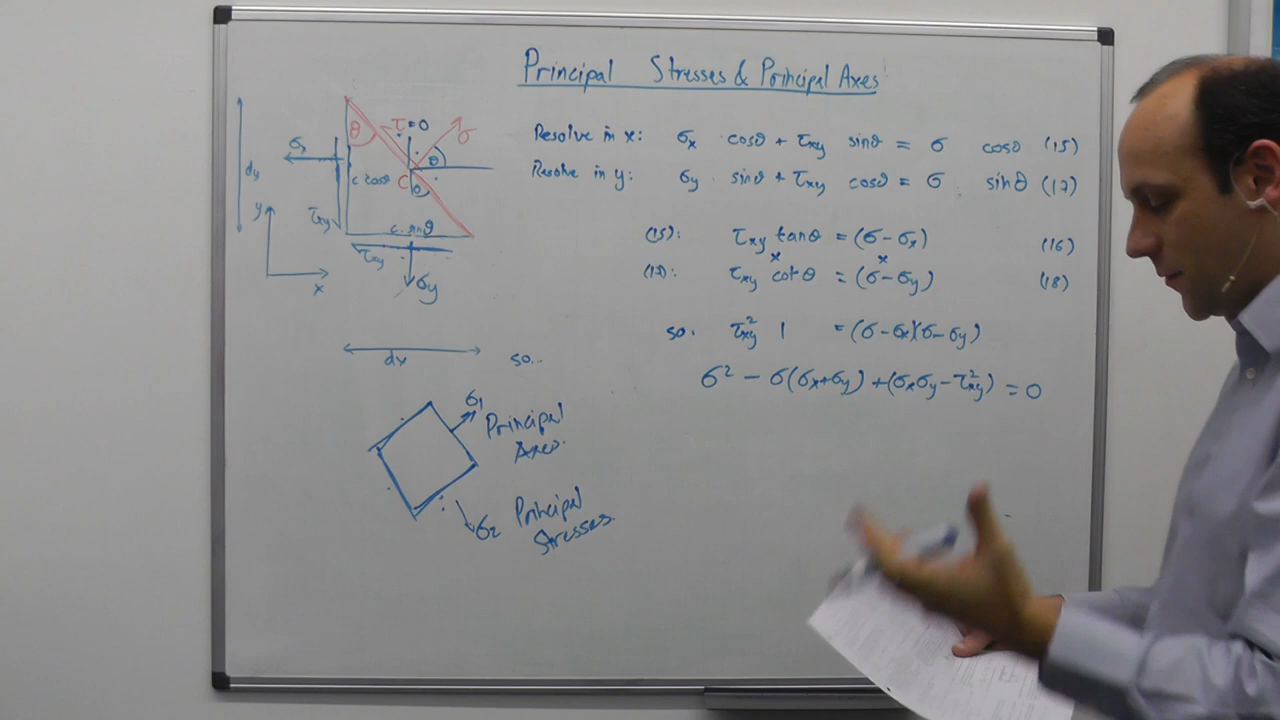 Principal Stresses & Principal Axes
Resolve in x: σx cosθ + τxy sinθ = σ cosθ (15)
Resolve in y: σy sinθ + τxy cosθ = σ sinθ (17)
(15): τxy tanθ = (σ - σx) (16)
x x
(17): τxy cotθ = (σ - σy) (18)
so. τxy² 1 = (σ - σx)(σ - σy)
σ² - σ(σx+σy) + (σxσy - τxy²) = 0
θ
τ = 0
σ
θ
σx
dy
c cosθ
C
θ
y
τxy
c. sinθ
τxy
x
σy
dx
so..
σ1
Principal
Axes.
σ2
Principal
Stresses.